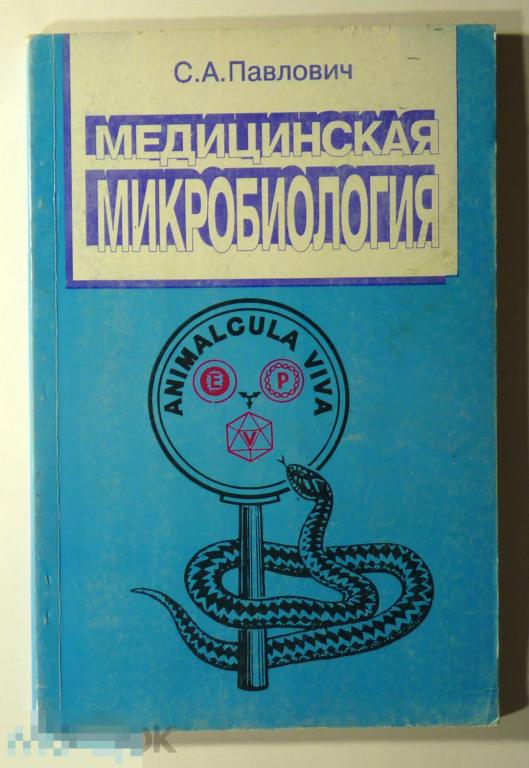 С.А.Павлович
МЕДИЦИНСКАЯ
МИКРОБИОЛОГИЯ
ANIMALCULA VIVA
E P
V